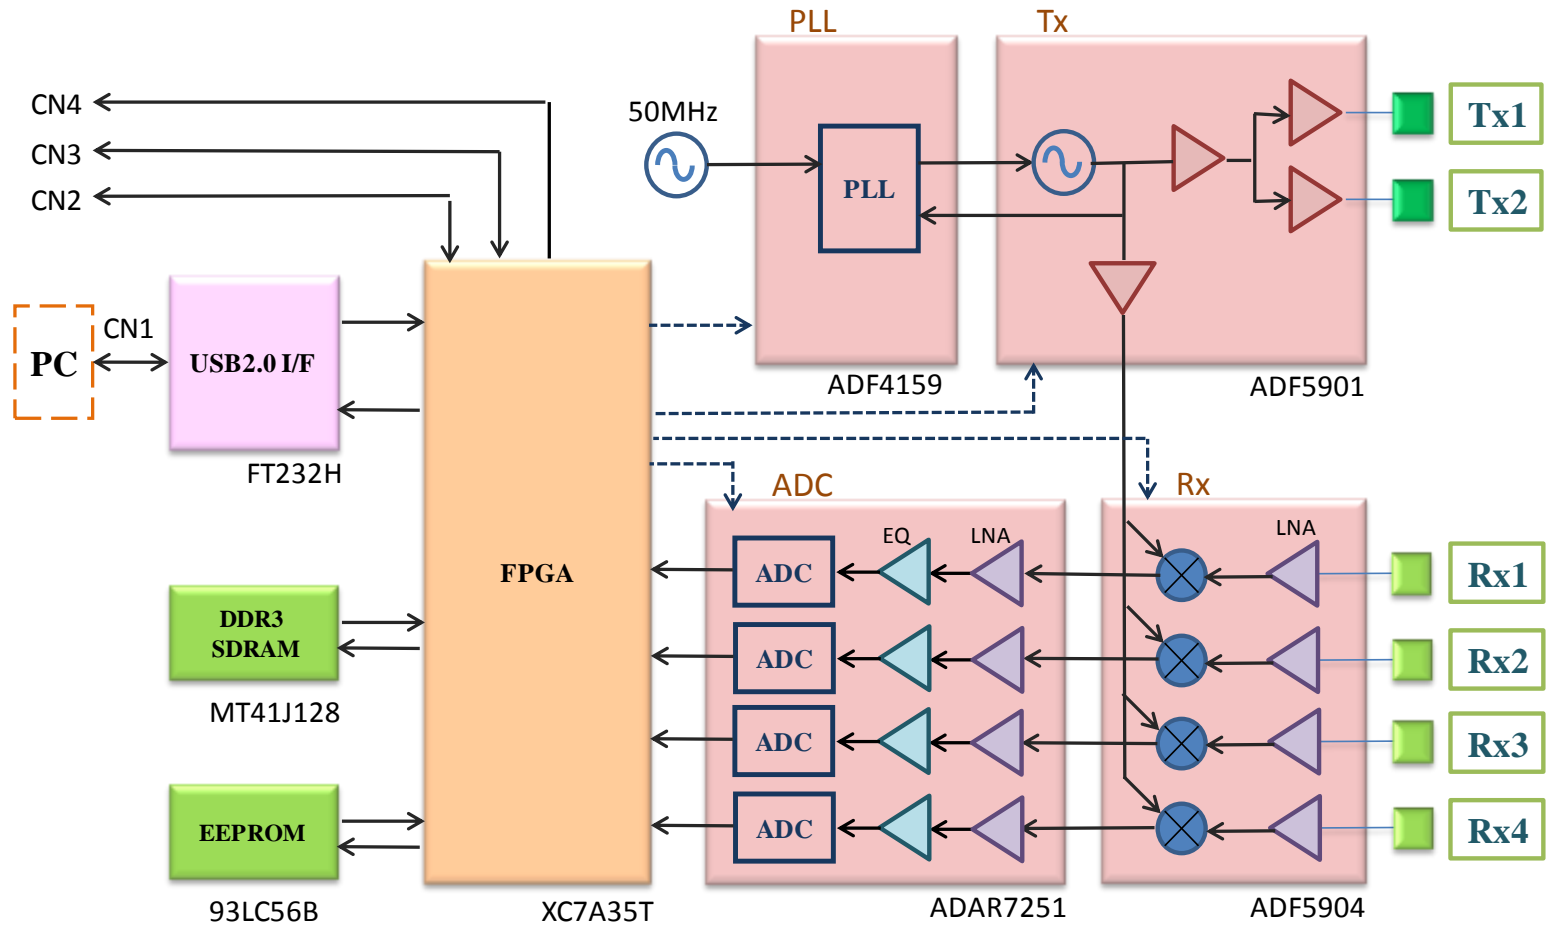 PLL
Tx
CN4
50MHz
Tx1
CN3
PLL
CN2
Tx2
CN1
PC
USB2.0 I/F
ADF4159
ADF5901
FT232H
ADC
Rx
EQ
LNA
LNA
FPGA
ADC
Rx1
DDR3
SDRAM
ADC
Rx2
MT41J128
ADC
Rx3
EEPROM
ADC
Rx4
93LC56B
XC7A35T
ADAR7251
ADF5904